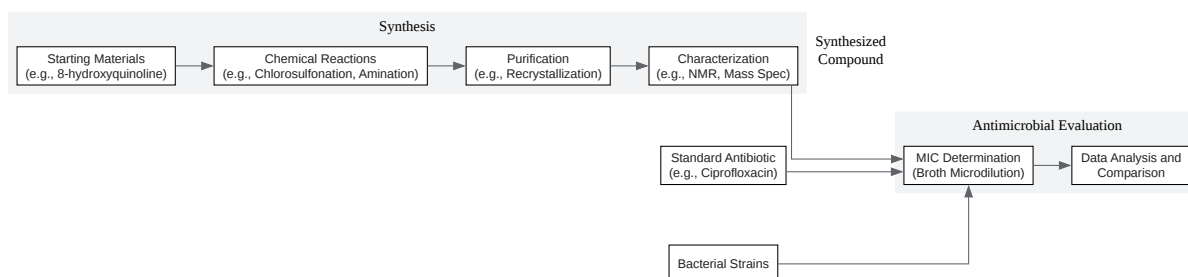 Synthesis
Starting Materials
(e.g., 8-hydroxyquinoline)
Chemical Reactions
(e.g., Chlorosulfonation, Amination)
Purification
(e.g., Recrystallization)
Characterization
(e.g., NMR, Mass Spec)
Synthesized
Compound
Antimicrobial Evaluation
Standard Antibiotic
(e.g., Ciprofloxacin)
MIC Determination
(Broth Microdilution)
Data Analysis and
Comparison
Bacterial Strains